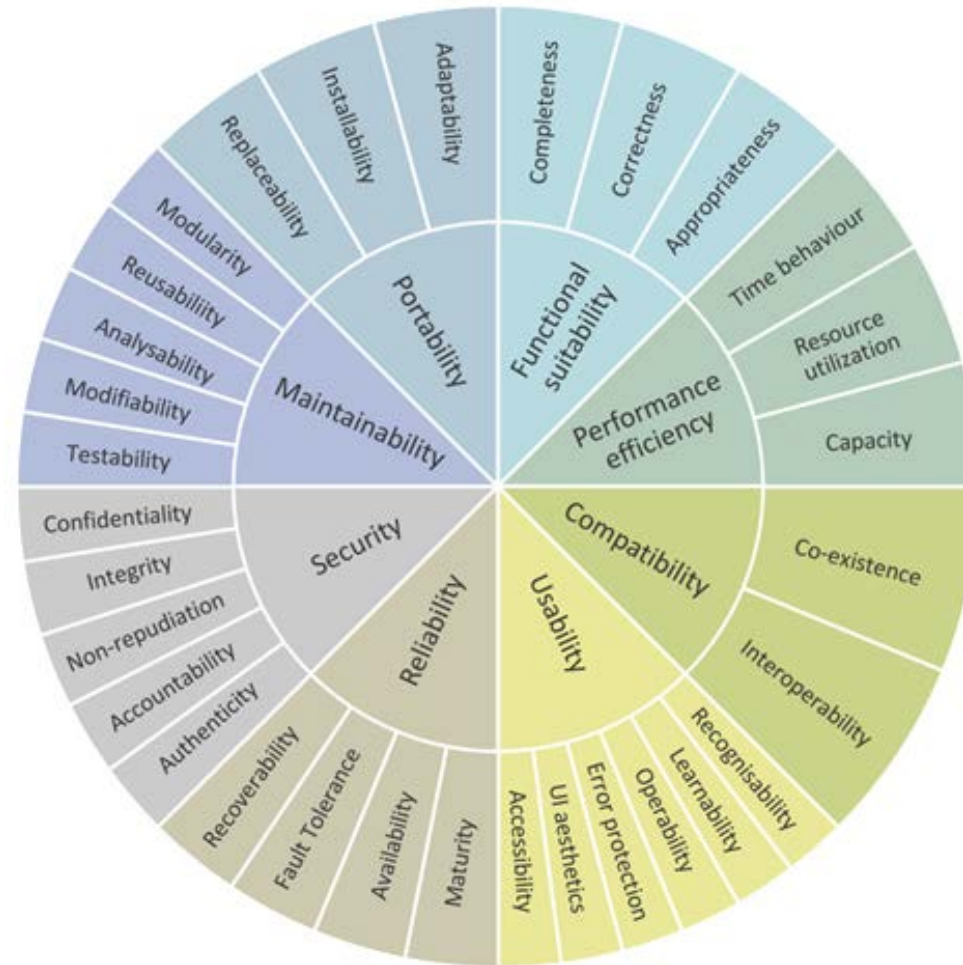 Functional
suitability
Completeness
Correctness
Appropriateness
Performance
efficiency
Time behaviour
Resource
utilization
Capacity
Compatibility
Co-existence
Interoperability
Usability
Recognisability
Learnability
Operability
Error protection
UI aesthetics
Accessibility
Reliability
Maturity
Availability
Fault Tolerance
Recoverability
Security
Authenticity
Accountability
Non-repudiation
Integrity
Confidentiality
Maintainability
Testability
Modifiability
Analysability
Reusability
Modularity
Portability
Replaceability
Installability
Adaptability